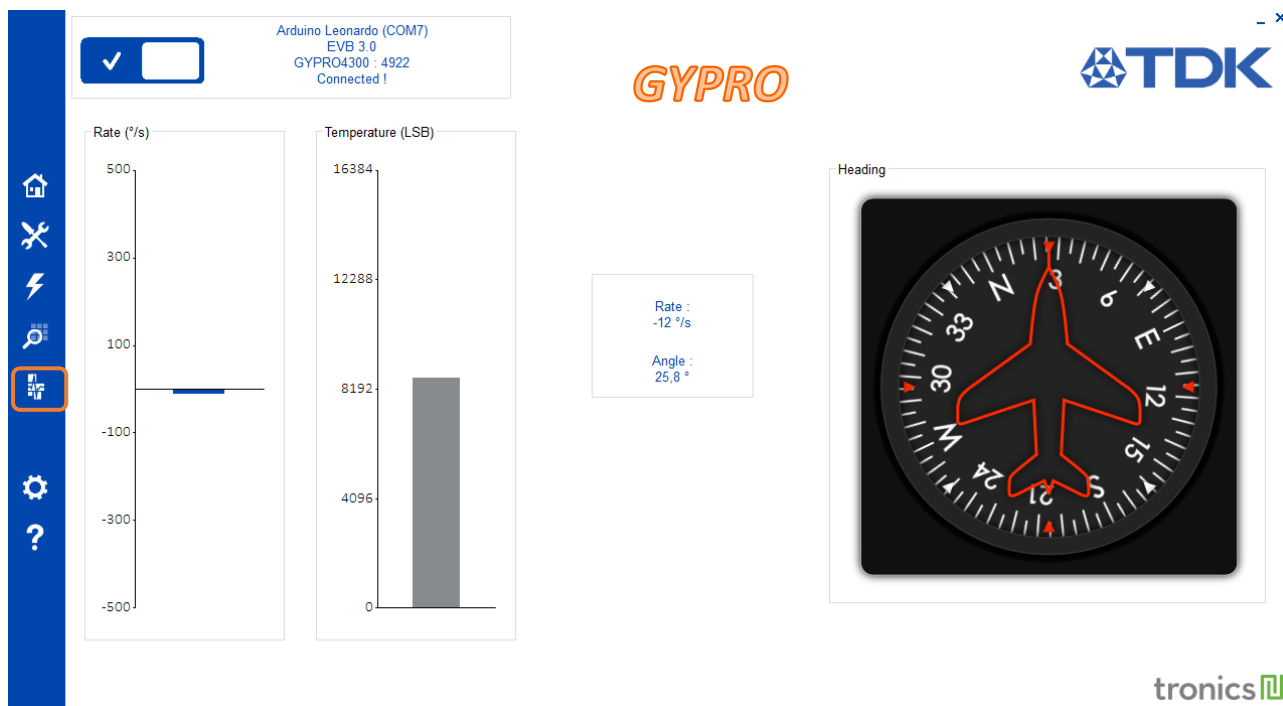 Arduino Leonardo (COM7)
EVB 3.0
GYPRO4300 : 4922
Connected !
GYPRO
TDK
Rate (°/s)
500
300
100
-100
-300
-500
Temperature (LSB)
16384
12288
8192
4096
0
Rate :
-12 °/s
Angle :
25,8 °
Heading
N
3
6
E
12
15
S
21
24
W
30
33
?
tronics